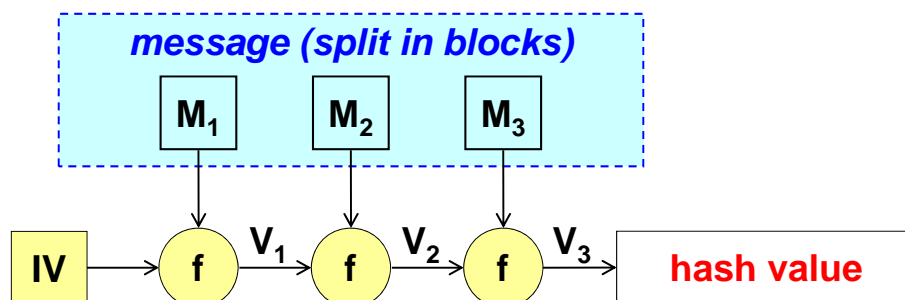 message (split in blocks)
M₁ M₂ M₃
IV f V₁ f V₂ f V₃ hash value